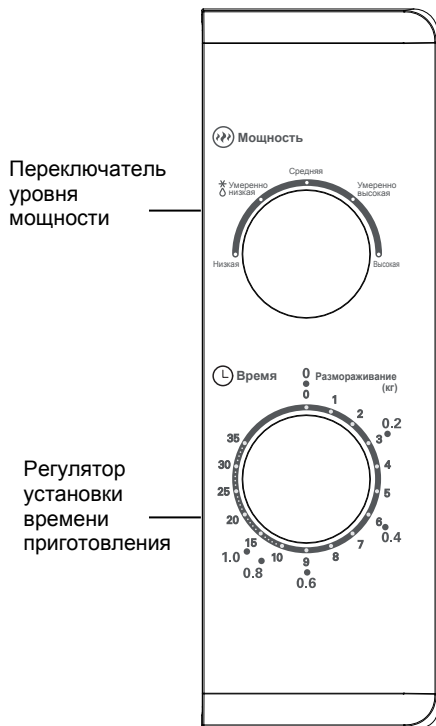 Переключатель
уровня
мощности
Мощность
Средняя
Умеренно
низкая
Умеренно
высокая
Низкая
Высокая
Время
0
Размораживание
(кг)
0
1
2
3
0.2
4
5
6
0.4
7
8
9
0.6
10
0.8
15
1.0
20
25
30
35
Регулятор
установки
времени
приготовления